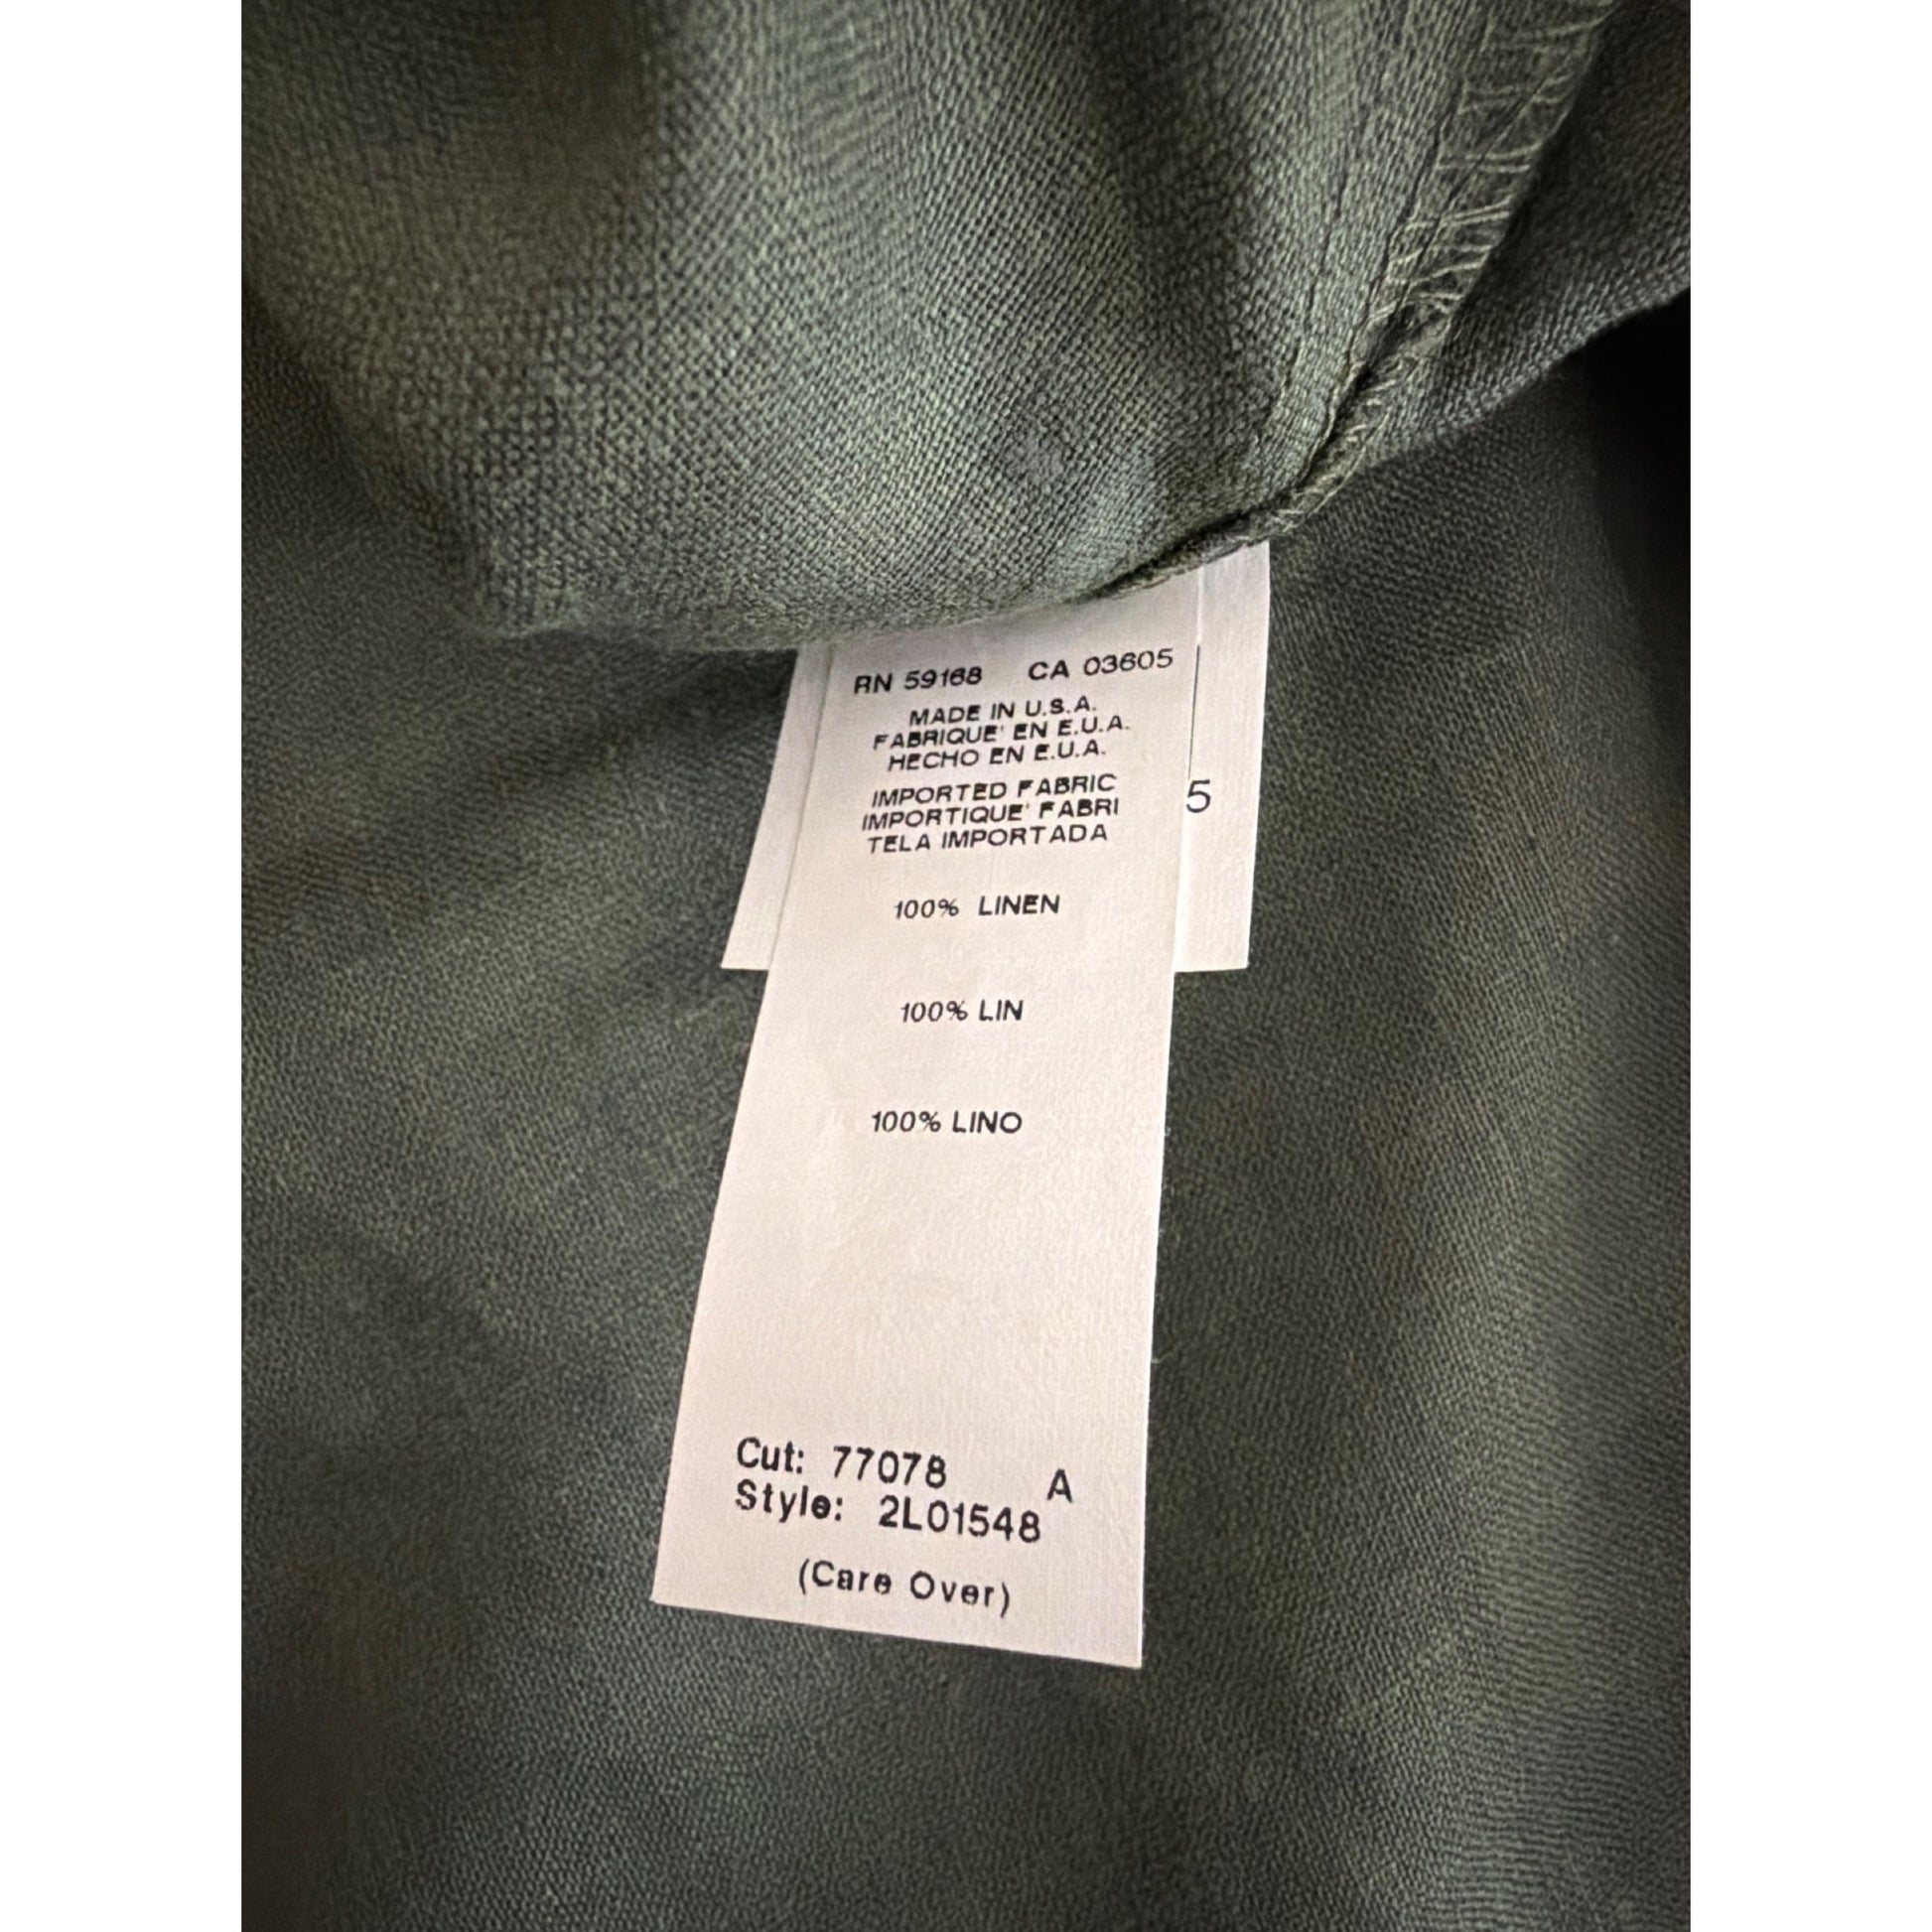 RN 59168 CA 03605
MADE IN U.S.A.
FABRIQUE' EN E.U.A.
HECHO EN E.U.A.
IMPORTED FABRIC
IMPORTIQUE' FABRI
TELA IMPORTADA
5
100% LINEN
100% LIN
100% LINO
Cut: 77078 A
Style: 2L01548
(Care Over)